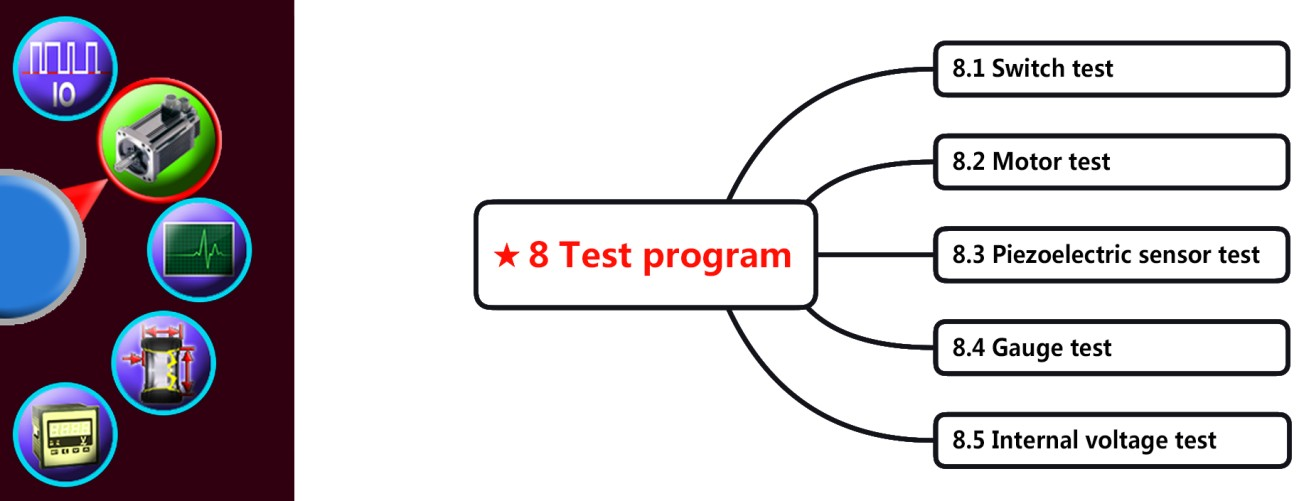 IO
★ 8 Test program
8.1 Switch test
8.2 Motor test
8.3 Piezoelectric sensor test
8.4 Gauge test
8.5 Internal voltage test